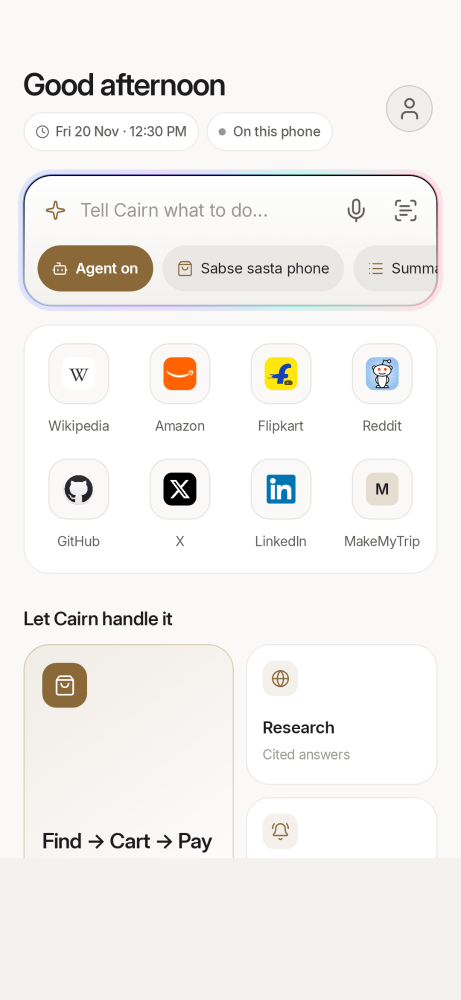 Good afternoon
Fri 20 Nov · 12:30 PM
On this phone
Tell Cairn what to do...
Agent on
Sabse sasta phone
Summa
W
Wikipedia
Amazon
Flipkart
Reddit
GitHub
X
in
LinkedIn
M
MakeMyTrip
Let Cairn handle it
Find → Cart → Pay
Research
Cited answers